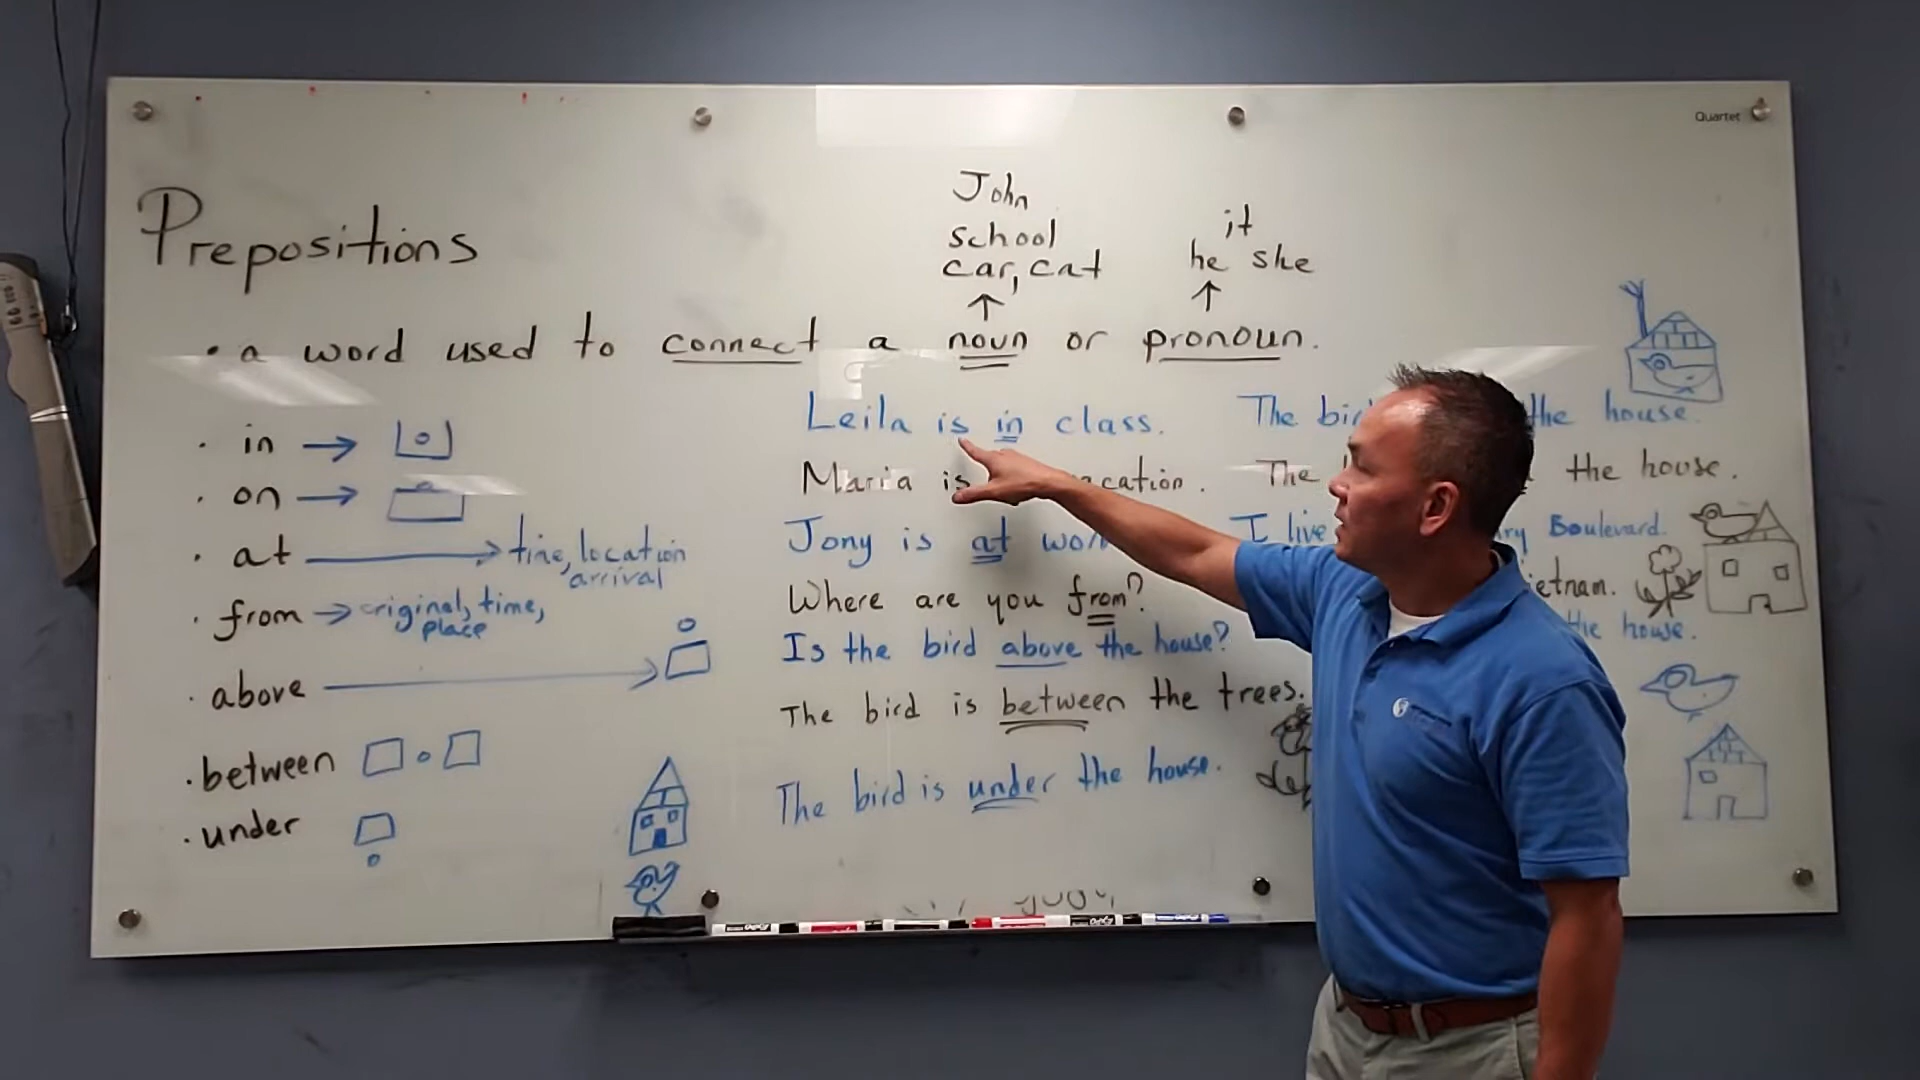 Quartet
John
school
car, cat
it
he she
Prepositions
• a word used to connect a noun or pronoun.
• in →
• on →
• at → time, location
arrival
• from → original, time,
place
• above
• between
• under
Leila is in class.
Maria is
Jony is at
Where are you from?
Is the bird above the house?
The bird is between the trees.
The bird is under the house.
The the house.
The the house.
I live Boulevard.
the house.